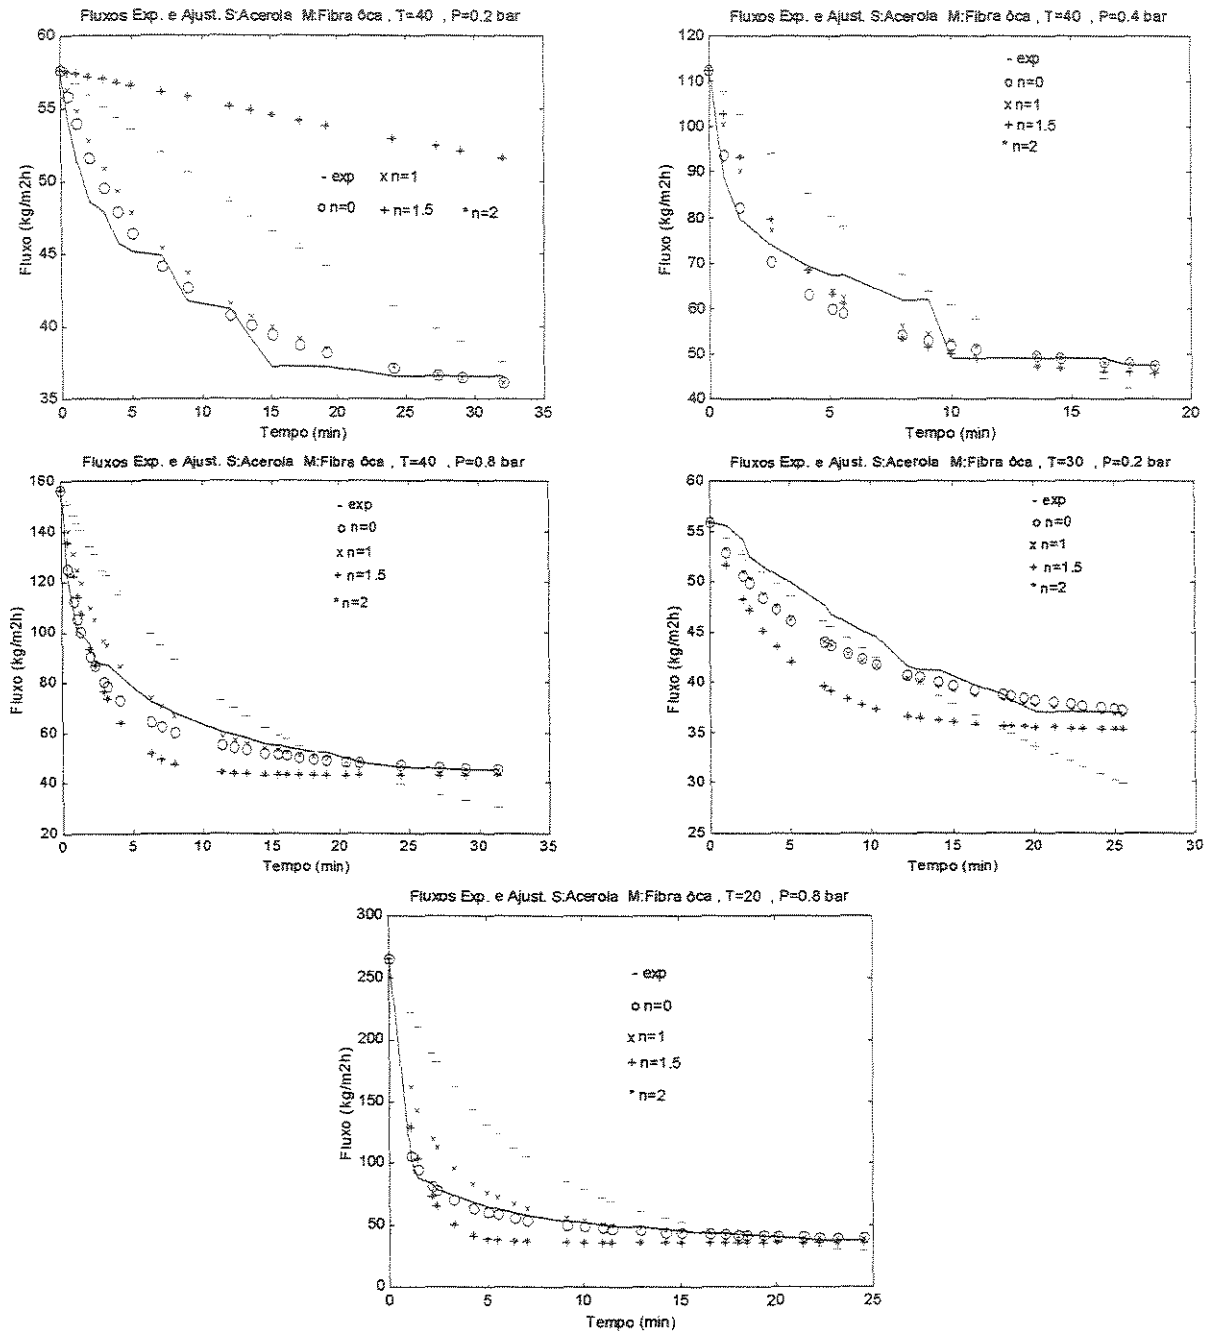 Fluxos Exp. e Ajust. S:Acerola M:Fibra ôca , T=40 , P=0.2 bar
60
55
50
45
40
35
Fluxo (kg/m2h)
- exp x n=1
o n=0 + n=1.5 * n=2
0 5 10 15 20 25 30 35
Tempo (min)
Fluxos Exp. e Ajust. S:Acerola M:Fibra ôca , T=40 , P=0.4 bar
120
110
100
90
80
70
60
50
40
Fluxo (kg/m2h)
- exp
o n=0
x n=1
+ n=1.5
* n=2
0 5 10 15 20
Tempo (min)
Fluxos Exp. e Ajust. S:Acerola M:Fibra ôca , T=40 , P=0.8 bar
160
140
120
100
80
60
40
20
Fluxo (kg/m2h)
- exp
o n=0
x n=1
+ n=1.5
* n=2
0 5 10 15 20 25 30 35
Tempo (min)
Fluxos Exp. e Ajust. S:Acerola M:Fibra ôca , T=30 , P=0.2 bar
60
55
50
45
40
35
30
25
Fluxo (kg/m2h)
- exp
o n=0
x n=1
+ n=1.5
* n=2
0 5 10 15 20 25 30
Tempo (min)
Fluxos Exp. e Ajust. S:Acerola M:Fibra ôca , T=20 , P=0.8 bar
300
250
200
150
100
50
0
Fluxo (kg/m2h)
- exp
o n=0
x n=1
+ n=1.5
* n=2
0 5 10 15 20 25
Tempo (min)